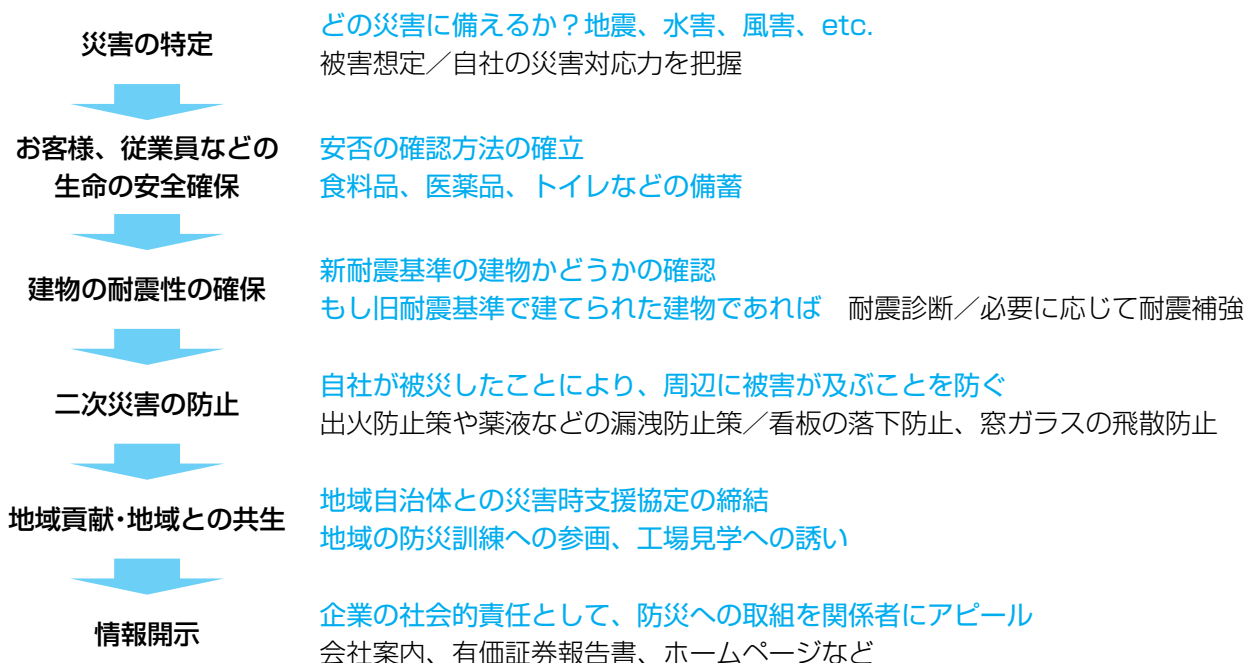 災害の特定
どの災害に備えるか？地震、水害、風害、etc.
被害想定／自社の災害対応力を把握
お客様、従業員などの
生命の安全確保
安否の確認方法の確立
食料品、医薬品、トイレなどの備蓄
建物の耐震性の確保
新耐震基準の建物かどうかの確認
もし旧耐震基準で建てられた建物であれば　耐震診断／必要に応じて耐震補強
二次災害の防止
自社が被災したことにより、周辺に被害が及ぶことを防ぐ
出火防止策や薬液などの漏洩防止策／看板の落下防止、窓ガラスの飛散防止
地域貢献・地域との共生
地域自治体との災害時支援協定の締結
地域の防災訓練への参画、工場見学への誘い
情報開示
企業の社会的責任として、防災への取組を関係者にアピール
会社案内、有価証券報告書、ホームページなど